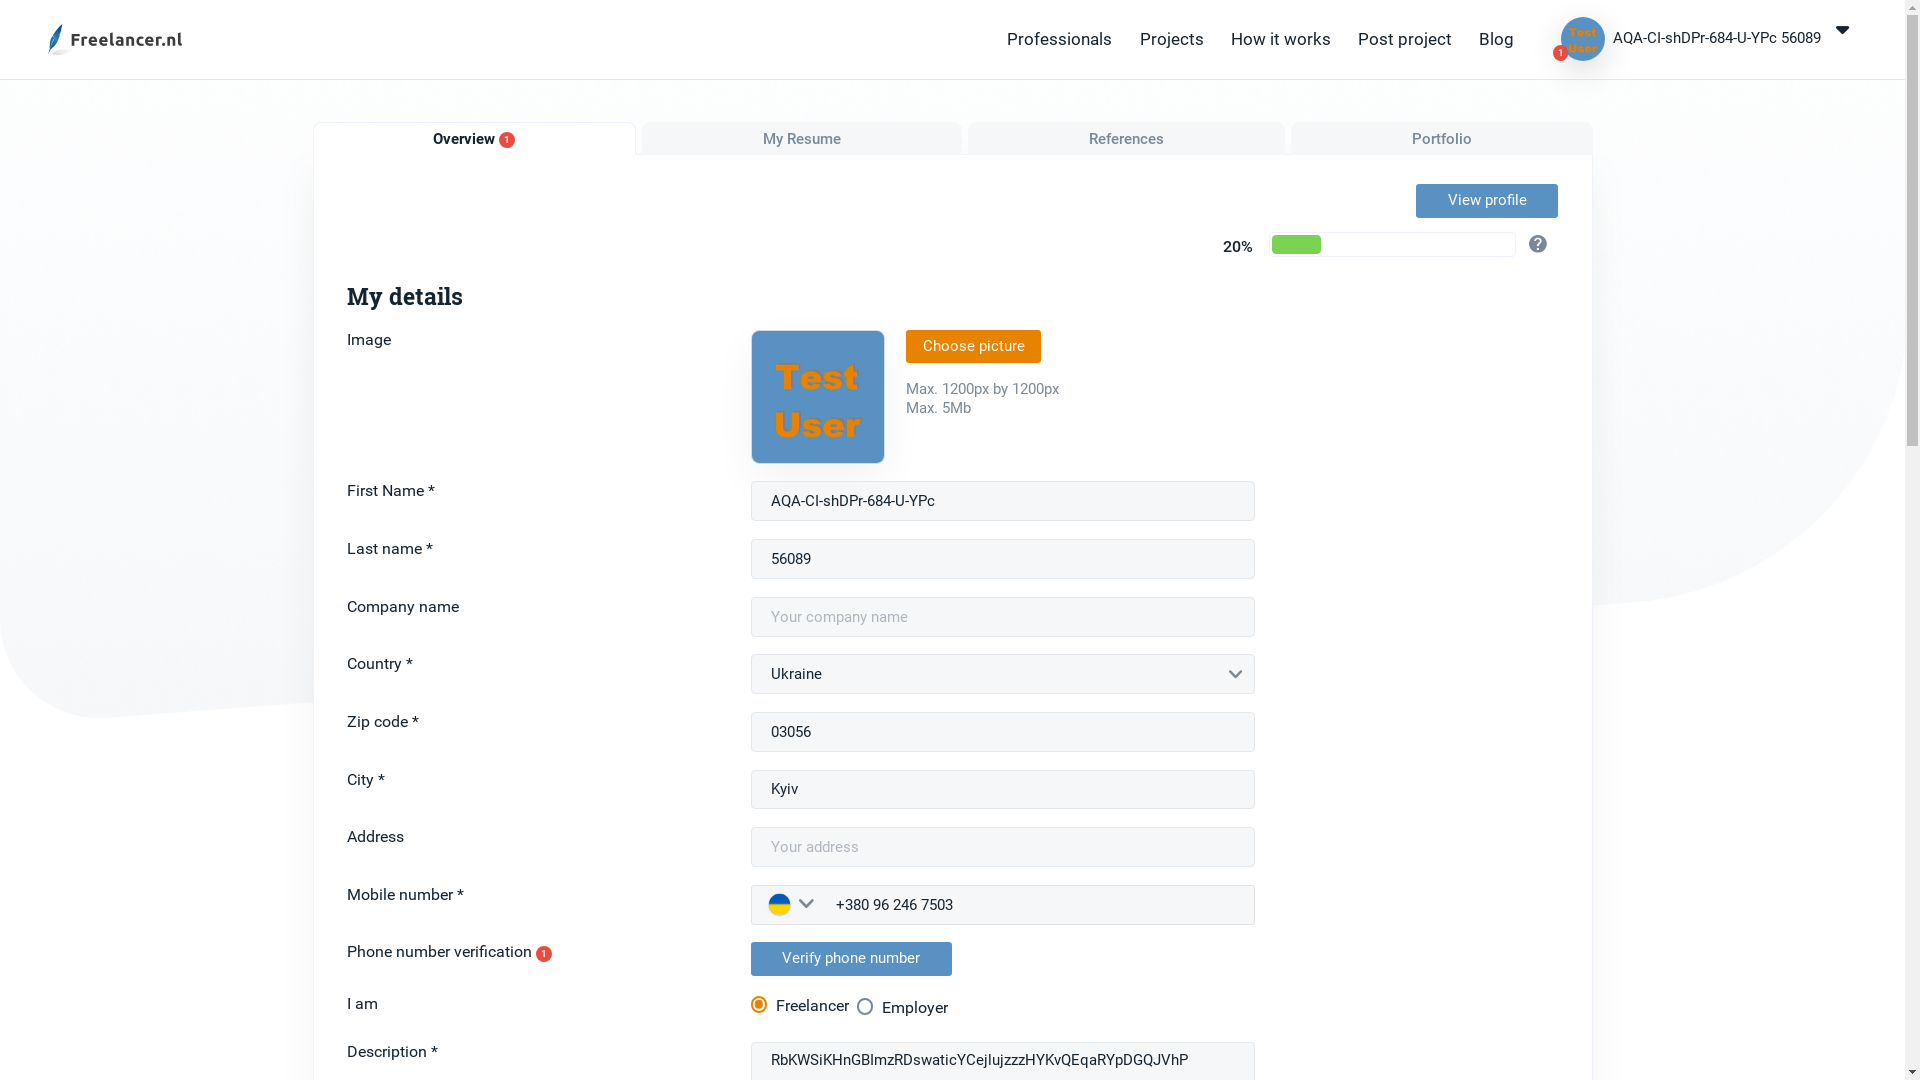 Freelancer.nl
Professionals
Projects
How it works
Post project
Blog
Test
User
1
AQA-CI-shDPr-684-U-YPc 56089
Overview 1
My Resume
References
Portfolio
View profile
20%
?
My details
Image
Test
User
Choose picture
Max. 1200px by 1200px
Max. 5Mb
First Name *
AQA-CI-shDPr-684-U-YPc
Last name *
56089
Company name
Your company name
Country *
Ukraine
Zip code *
03056
City *
Kyiv
Address
Your address
Mobile number *
+380 96 246 7503
Phone number verification 1
Verify phone number
I am
Freelancer
Employer
Description *
RbKWSiKHnGBImzRDswaticYCejlujzzzHYKvQEqaRYpDGQJVhP